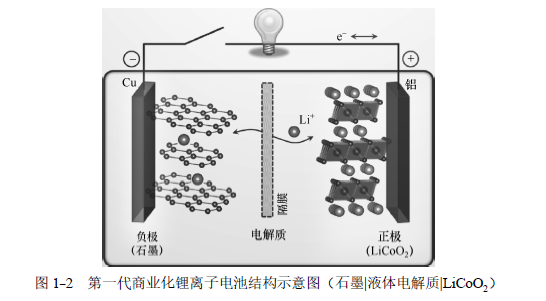 e⁻
−
+
Cu
铝
Li⁺
隔膜
负极
(石墨)
电解质
正极
(LiCoO₂)
图 1-2 第一代商业化锂离子电池结构示意图（石墨|液体电解质|LiCoO₂）